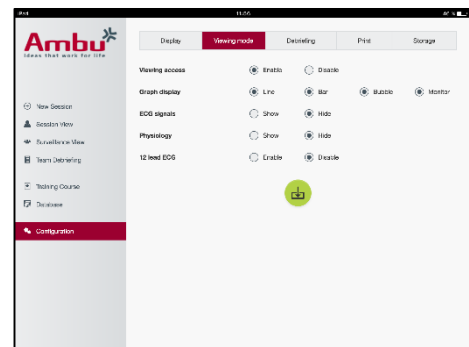 iPad 11:56
Ambu
Ideas that work for life
Display Viewing mode Debriefing Print Storage
Viewing access Enable Disable
Graph display Line Bar Bubble Monitor
ECG signals Show Hide
Physiology Show Hide
12 lead ECG Enable Disable
New Session
Session View
Surveillance View
Team Debriefing
Training Course
Database
Configuration